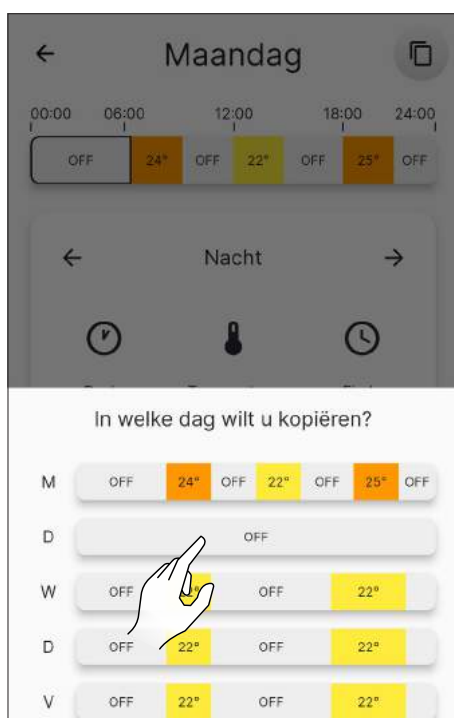 Maandag
00:00 06:00 12:00 18:00 24:00
OFF 24° OFF 22° OFF 25° OFF
Nacht
In welke dag wilt u kopiëren?
M OFF 24° OFF 22° OFF 25° OFF
D OFF
W OFF OFF 22°
D OFF 22° OFF 22°
V OFF 22° OFF 22°